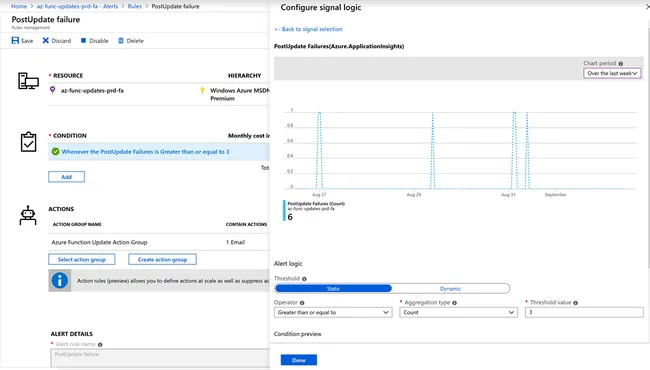 Home > az-func-updates-prd-fa - Alerts > Rules > PostUpdate failure
PostUpdate failure
Rules management
Save Discard Disable Delete
* RESOURCE HIERARCHY
az-func-updates-prd-fa Windows Azure MSDN
Premium
* CONDITION Monthly cost in
Whenever the PostUpdate Failures is Greater than or equal to 3
Tot
Add
ACTIONS
ACTION GROUP NAME CONTAIN ACTIONS
Azure Function Update Action Group 1 Email
Select action group Create action group
Action rules (preview) allows you to define actions at scale as well as suppress ac
ALERT DETAILS
* Alert rule name
PostUpdate failure
Configure signal logic
<- Back to signal selection
PostUpdate Failures(Azure.ApplicationInsights)
Chart period
Over the last week
1
0.8
0.6
0.4
0.2
0
Aug 27 Aug 29 Aug 31 September
PostUpdate Failures (Count)
az-func-updates-prd-fa
6
Alert logic
Threshold
Static Dynamic
Operator * Aggregation type * Threshold value
Greater than or equal to Count 3
Condition preview
Done